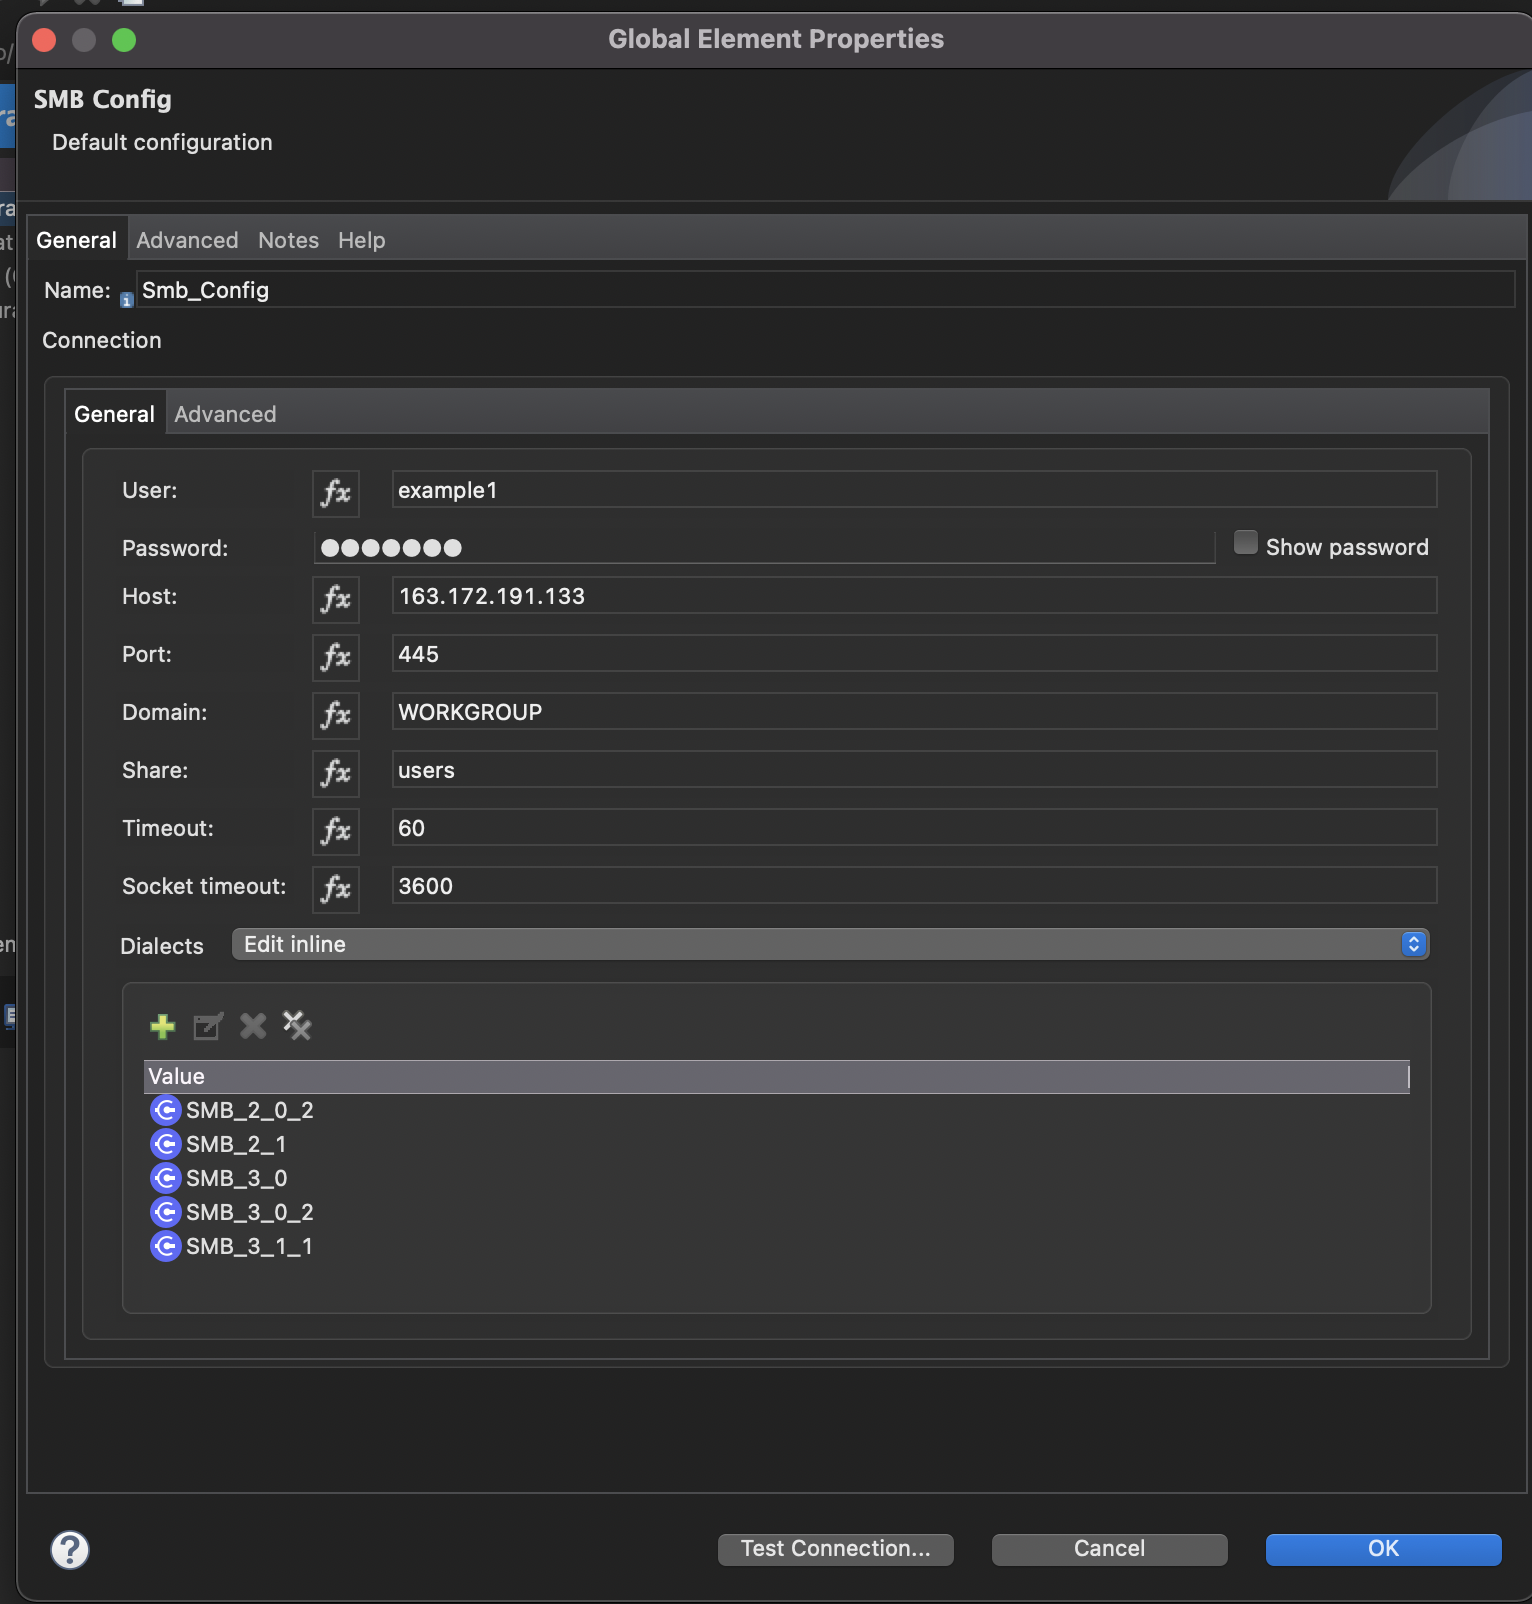 Global Element Properties
SMB Config
Default configuration
General Advanced Notes Help
Name: Smb_Config
Connection
General Advanced
User: fx example1
Password: ●●●●●●● Show password
Host: fx 163.172.191.133
Port: fx 445
Domain: fx WORKGROUP
Share: fx users
Timeout: fx 60
Socket timeout: fx 3600
Dialects Edit inline
Value
SMB_2_0_2
SMB_2_1
SMB_3_0
SMB_3_0_2
SMB_3_1_1
? Test Connection... Cancel OK